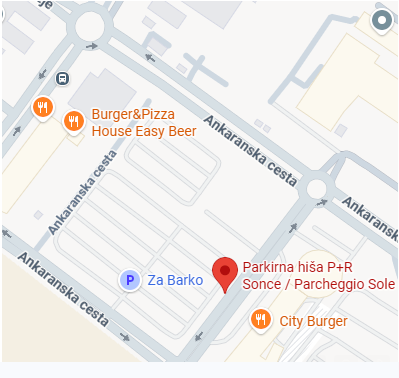 je
Burger&Pizza
House Easy Beer
Ankaranska cesta
Ankaranska cesta
Ankaranska
Ankaranska cesta
P
Za Barko
Parkirna hiša P+R
Sonce / Parcheggio Sole
City Burger